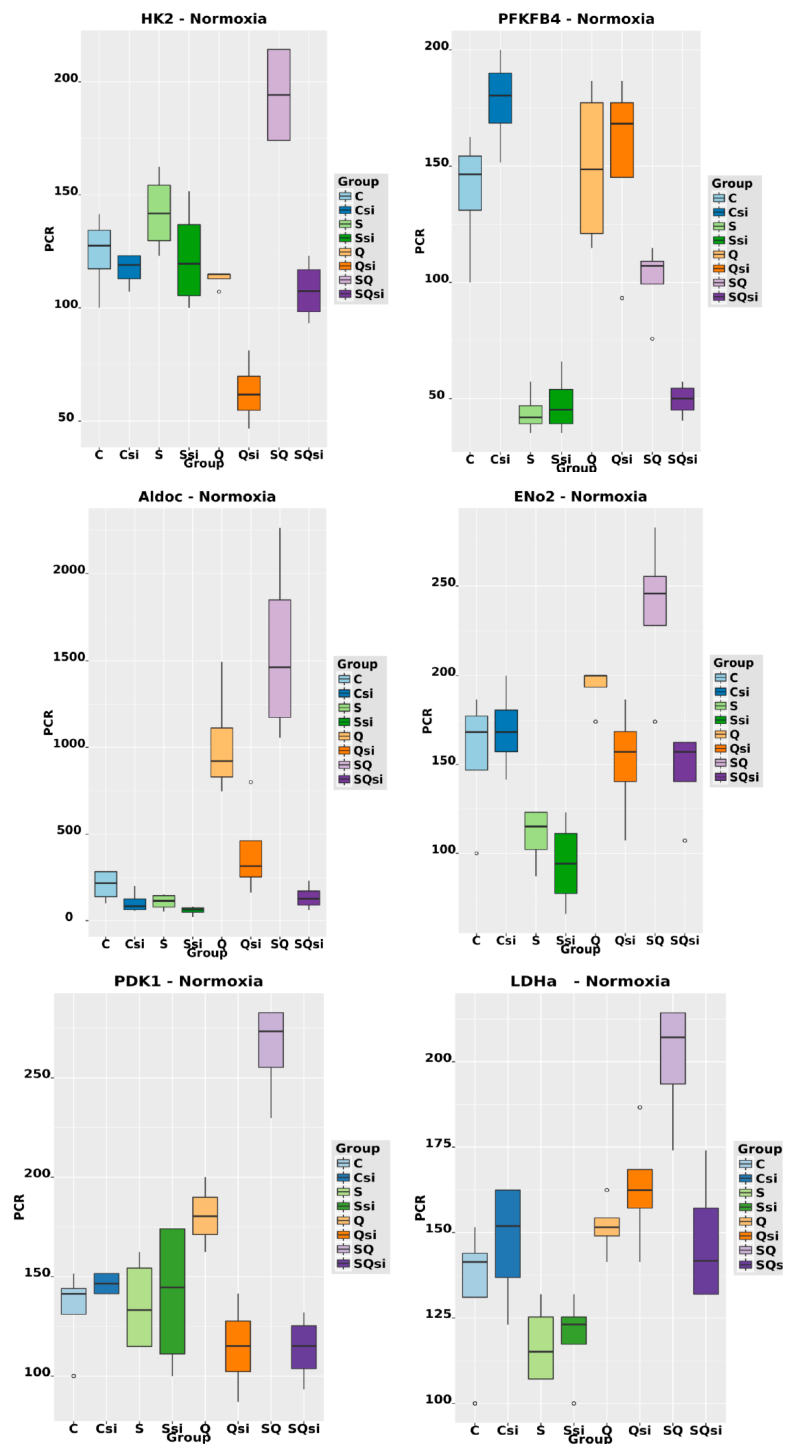 HK2 - Normoxia
PCR
200
150
100
50
C Csi S Ssi Q Qsi SQ SQsi
Group
Group
C
Csi
S
Ssi
Q
Qsi
SQ
SQsi
PFKFB4 - Normoxia
PCR
200
150
100
50
C Csi S Ssi Q Qsi SQ SQsi
Group
Group
C
Csi
S
Ssi
Q
Qsi
SQ
SQsi
Aldoc - Normoxia
PCR
2000
1500
1000
500
0
C Csi S Ssi Q Qsi SQ SQsi
Group
Group
C
Csi
S
Ssi
Q
Qsi
SQ
SQsi
ENo2 - Normoxia
PCR
250
200
150
100
C Csi S Ssi Q Qsi SQ SQsi
Group
Group
C
Csi
S
Ssi
Q
Qsi
SQ
SQsi
PDK1 - Normoxia
PCR
250
200
150
100
C Csi S Ssi Q Qsi SQ SQsi
Group
Group
C
Csi
S
Ssi
Q
Qsi
SQ
SQsi
LDHa - Normoxia
PCR
200
175
150
125
100
C Csi S Ssi Q Qsi SQ SQsi
Group
Group
C
Csi
S
Ssi
Q
Qsi
SQ
SQs